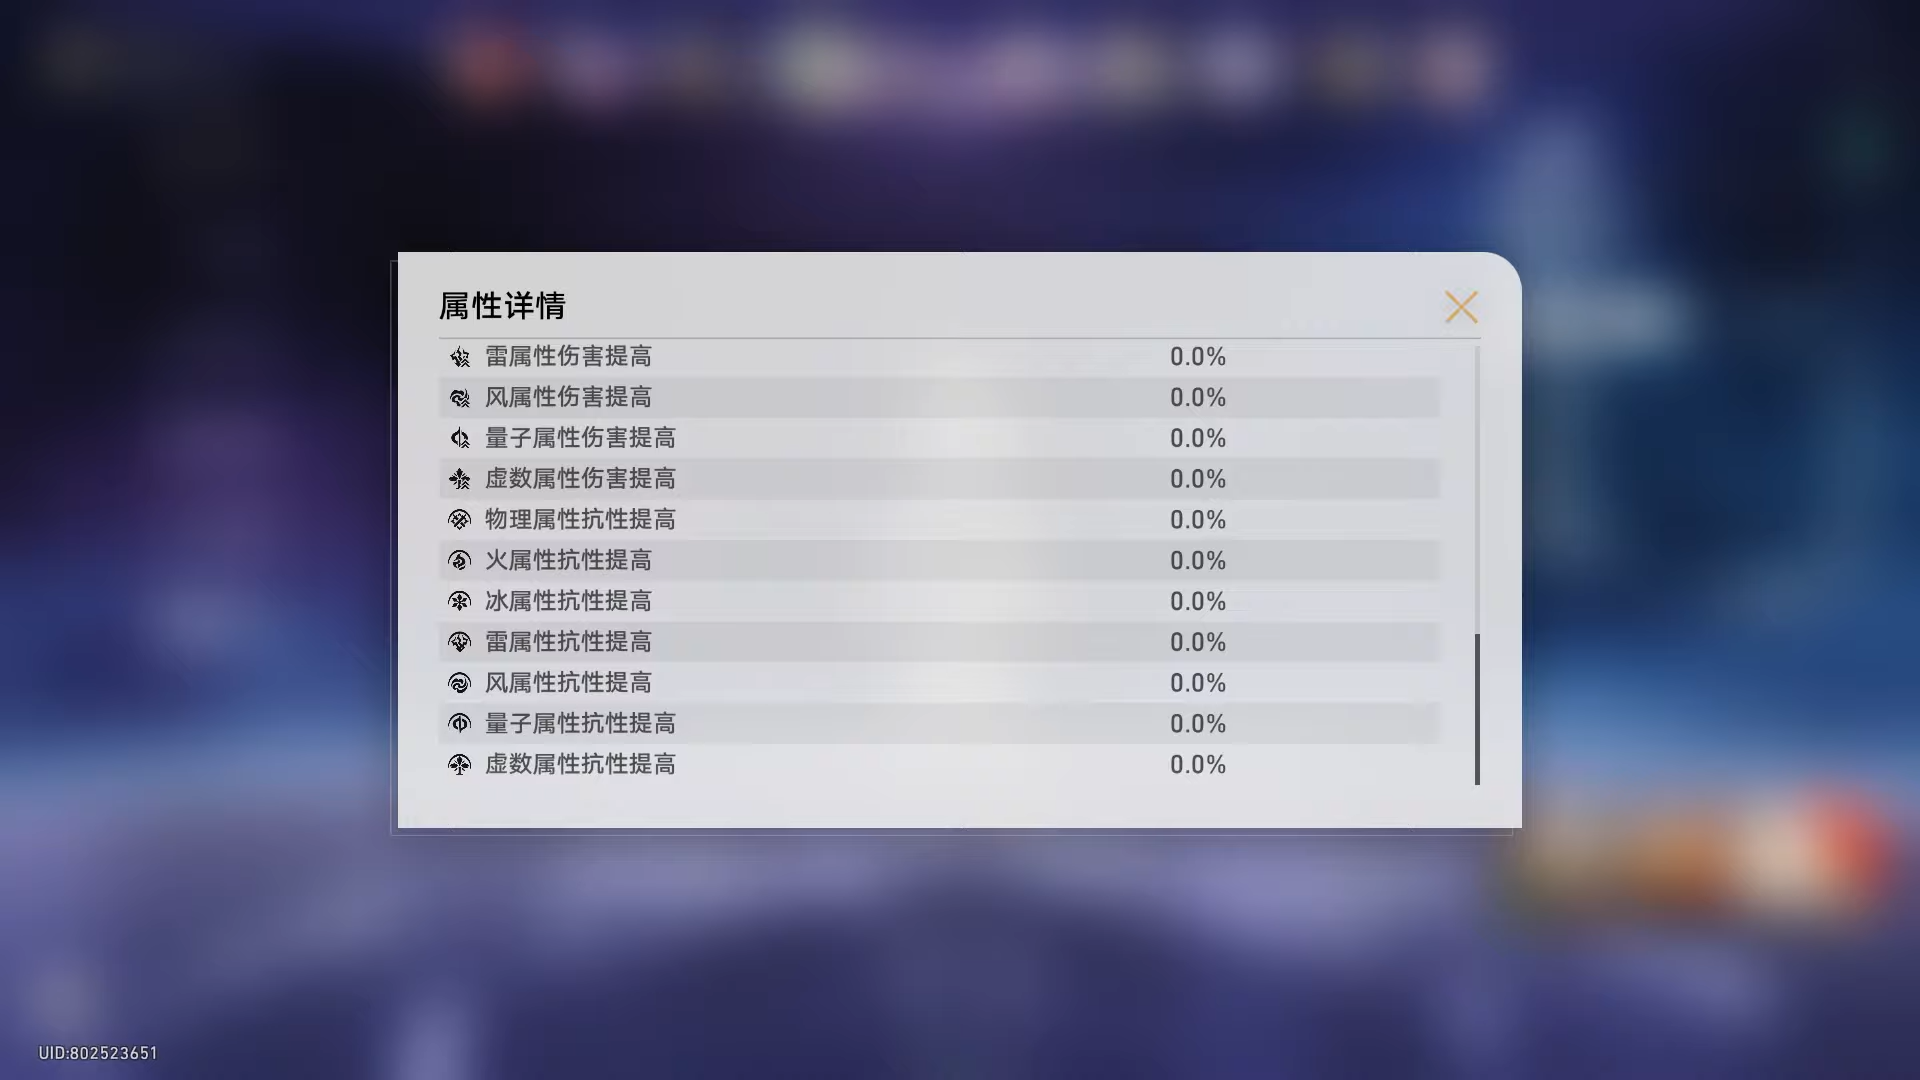 属性详情
雷属性伤害提高 0.0%
风属性伤害提高 0.0%
量子属性伤害提高 0.0%
虚数属性伤害提高 0.0%
物理属性抗性提高 0.0%
火属性抗性提高 0.0%
冰属性抗性提高 0.0%
雷属性抗性提高 0.0%
风属性抗性提高 0.0%
量子属性抗性提高 0.0%
虚数属性抗性提高 0.0%
UID:802523651